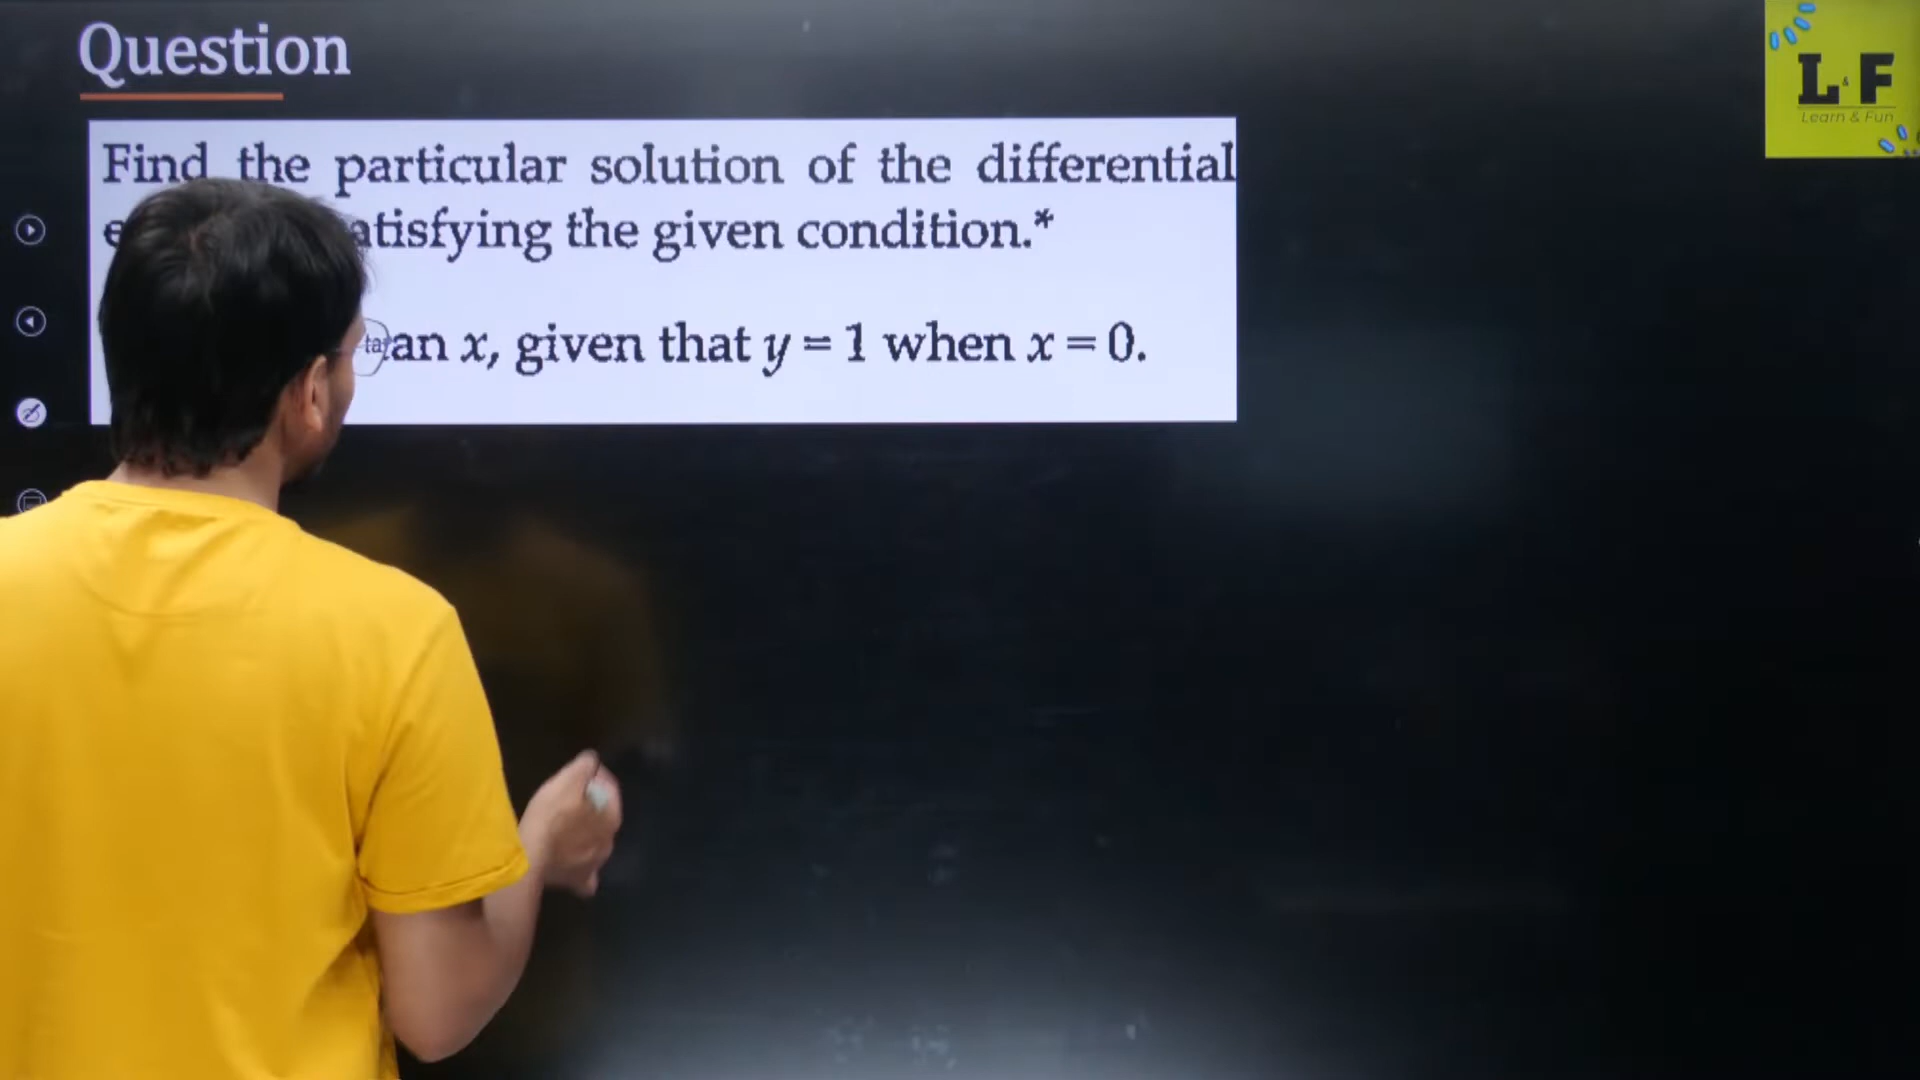 Question
L&F
Learn & Fun
Find the particular solution of the differential
atisfying the given condition.*
an x, given that y = 1 when x = 0.